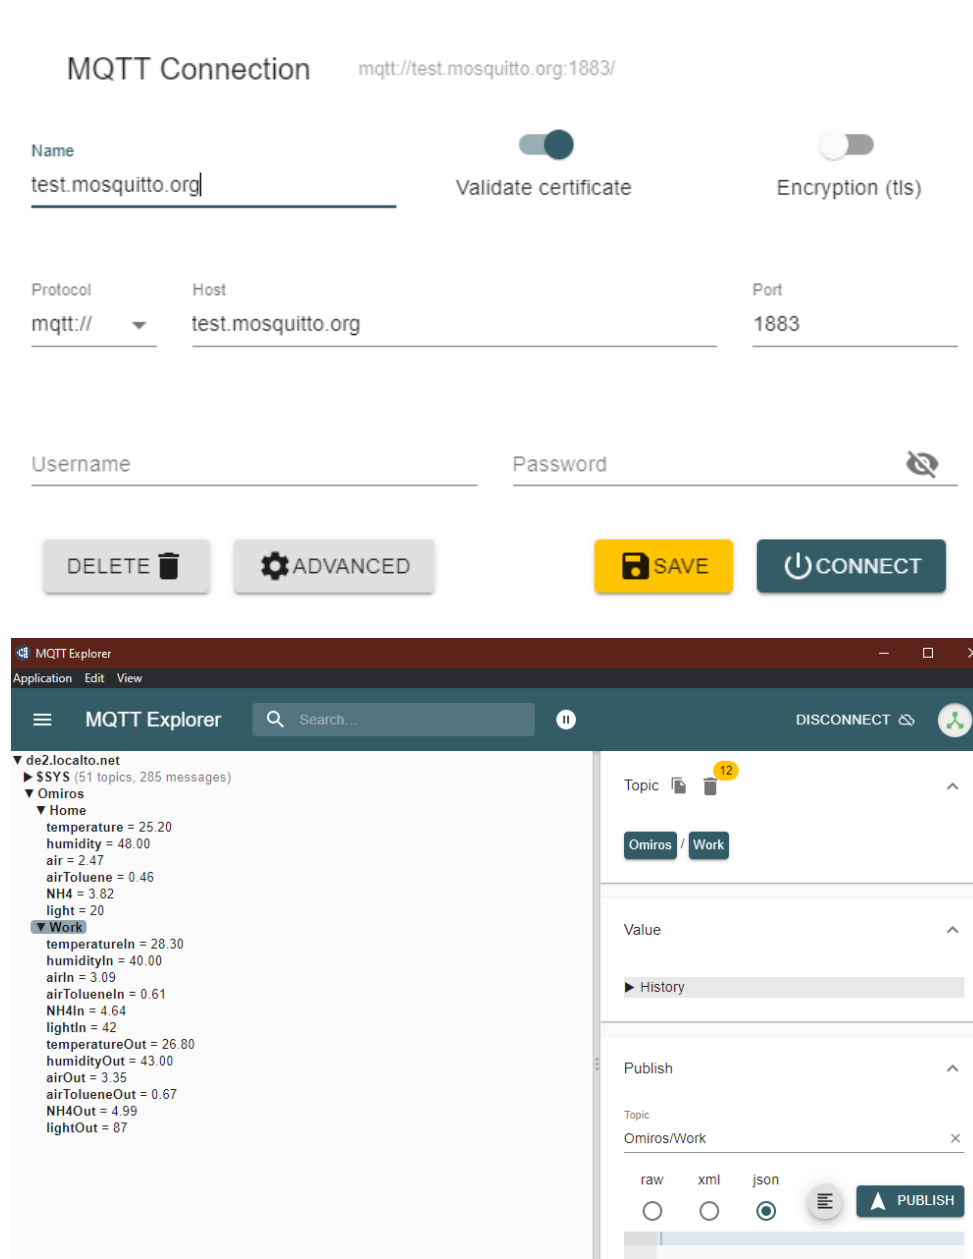 MQTT Connection mqtt://test.mosquitto.org:1883/
Name
test.mosquitto.org
Validate certificate
Encryption (tls)
Protocol Host Port
mqtt:// test.mosquitto.org 1883
Username Password
DELETE ADVANCED SAVE CONNECT
MQTT Explorer
Application Edit View
MQTT Explorer Search... DISCONNECT
de2.localto.net
$SYS (51 topics, 285 messages)
Omiros
Home
temperature = 25.20
humidity = 48.00
air = 2.47
airToluene = 0.46
NH4 = 3.82
light = 20
Work
temperatureIn = 28.30
humidityIn = 40.00
airIn = 3.09
airTolueneIn = 0.61
NH4In = 4.64
lightIn = 42
temperatureOut = 26.80
humidityOut = 43.00
airOut = 3.35
airTolueneOut = 0.67
NH4Out = 4.99
lightOut = 87
12
Topic
Omiros / Work
Value
History
Publish
Topic
Omiros/Work
raw xml json
PUBLISH